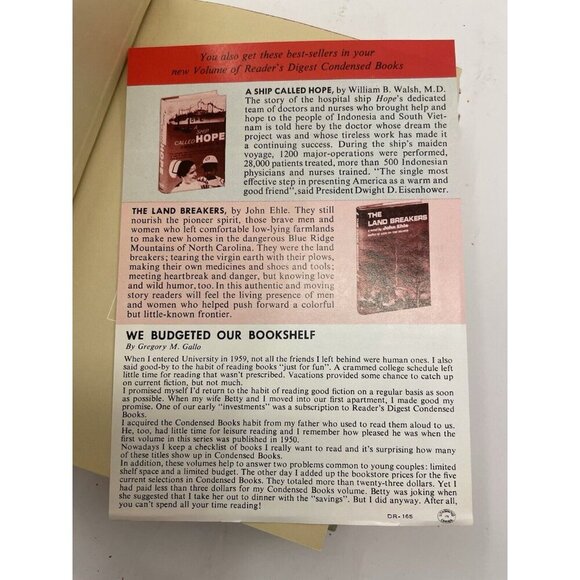 You also get these best-sellers in your
new Volume of Reader's Digest Condensed Books
A SHIP CALLED HOPE, by William B. Walsh, M.D.
The story of the hospital ship Hope's dedicated
team of doctors and nurses who brought help and
hope to the people of Indonesia and South Viet-
nam is told here by the doctor whose dream the
project was and whose tireless work has made it
a continuing success. During the ship's maiden
voyage, 1200 major-operations were performed,
28,000 patients treated, more than 500 Indonesian
physicians and nurses trained. "The single most
effective step in presenting America as a warm and
good friend", said President Dwight D. Eisenhower.
A SHIP
CALLED HOPE
THE LAND BREAKERS, by John Ehle. They still
nourish the pioneer spirit, those brave men and
women who left comfortable low-lying farmlands
to make new homes in the dangerous Blue Ridge
Mountains of North Carolina. They were the land
breakers; tearing the virgin earth with their plows,
making their own medicines and shoes and tools;
meeting heartbreak and danger, but knowing love
and wild humor, too. In this authentic and moving
story readers will feel the living presence of men
and women who helped push forward a colorful
but little-known frontier.
THE
LAND BREAKERS
a novel by John Ehle
WE BUDGETED OUR BOOKSHELF
By Gregory M. Gallo
When I entered University in 1959, not all the friends I left behind were human ones. I also
said good-by to the habit of reading books "just for fun". A crammed college schedule left
little time for reading that wasn't prescribed. Vacations provided some chance to catch up
on current fiction, but not much.
I promised myself I'd return to the habit of reading good fiction on a regular basis as soon
as possible. When my wife Betty and I moved into our first apartment, I made good my
promise. One of our early "investments" was a subscription to Reader's Digest Condensed
Books.
I acquired the Condensed Books habit from my father who used to read them aloud to us.
He, too, had little time for leisure reading and I remember how pleased he was when the
first volume in this series was published in 1950.
Nowadays I keep a checklist of books I really want to read and it's surprising how many
of these titles show up in Condensed Books.
In addition, these volumes help to answer two problems common to young couples: limited
shelf space and a limited budget. The other day I added up the bookstore prices for the five
current selections in Condensed Books. They totaled more than twenty-three dollars. Yet I
had paid less than three dollars for my Condensed Books volume. Betty was joking when
she suggested that I take her out to dinner with the "savings". But I did anyway. After all,
you can't spend all your time reading!
DR-165